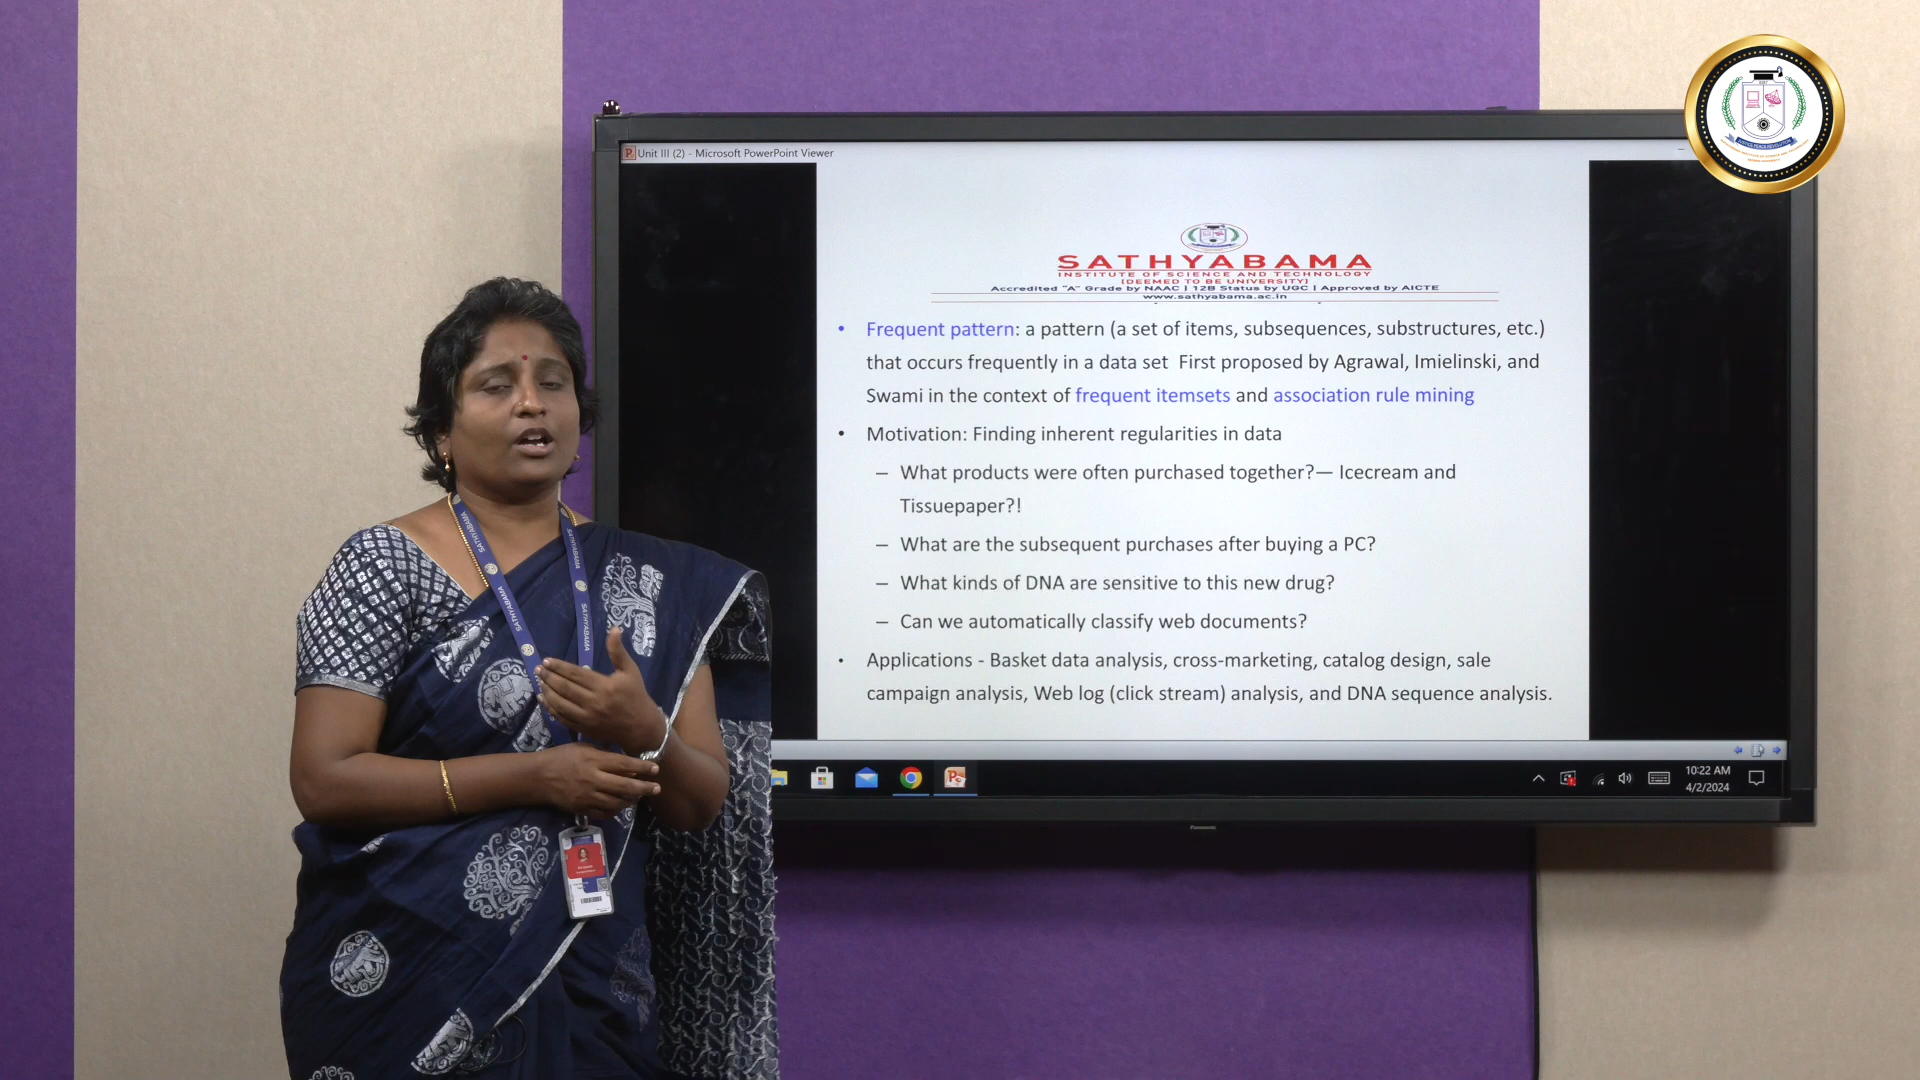 Unit III (2) - Microsoft PowerPoint Viewer
SATHYABAMA
INSTITUTE OF SCIENCE AND TECHNOLOGY
(DEEMED TO BE UNIVERSITY)
Accredited "A" Grade by NAAC | 12B Status by UGC | Approved by AICTE
www.sathyabama.ac.in
• Frequent pattern: a pattern (a set of items, subsequences, substructures, etc.)
that occurs frequently in a data set First proposed by Agrawal, Imielinski, and
Swami in the context of frequent itemsets and association rule mining
• Motivation: Finding inherent regularities in data
– What products were often purchased together?— Icecream and
Tissuepaper?!
– What are the subsequent purchases after buying a PC?
– What kinds of DNA are sensitive to this new drug?
– Can we automatically classify web documents?
• Applications - Basket data analysis, cross-marketing, catalog design, sale
campaign analysis, Web log (click stream) analysis, and DNA sequence analysis.
10:22 AM
4/2/2024
Panasonic
SATHYABAMA
SATHYABAMA
SATHYABAMA
SATHYABAMA